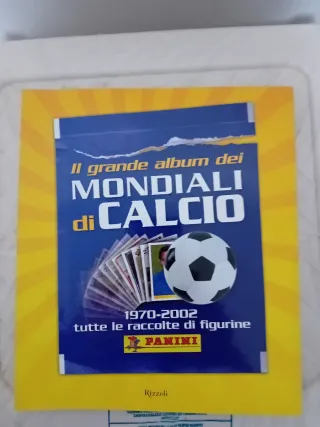 Il grande album dei
MONDIALI
di CALCIO
1970-2002
tutte le raccolte di figurine
PANINI
Rizzoli